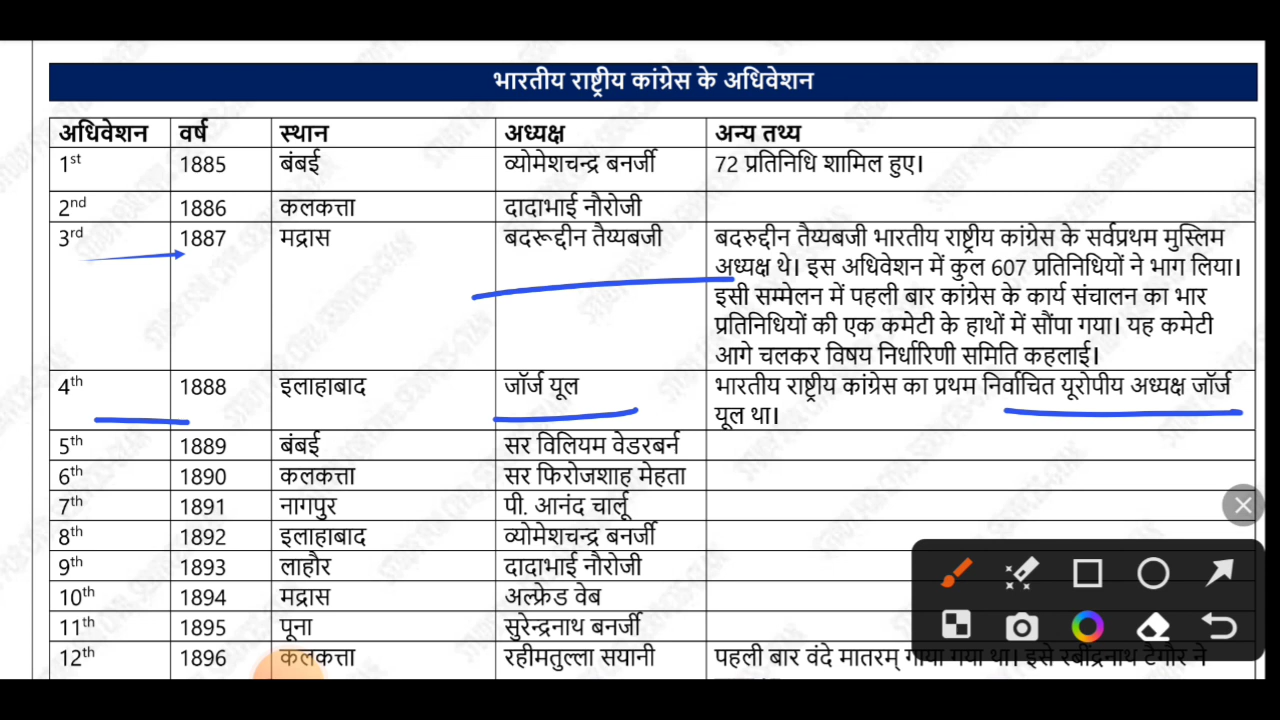 भारतीय राष्ट्रीय कांग्रेस के अधिवेशन
अधिवेशन वर्ष स्थान अध्यक्ष अन्य तथ्य
1st 1885 बंबई व्योमेशचन्द्र बनर्जी 72 प्रतिनिधि शामिल हुए।
2nd 1886 कलकत्ता दादाभाई नौरोजी
3rd 1887 मद्रास बदरूद्दीन तैय्यबजी बदरुद्दीन तैय्यबजी भारतीय राष्ट्रीय कांग्रेस के सर्वप्रथम मुस्लिम
अध्यक्ष थे। इस अधिवेशन में कुल 607 प्रतिनिधियों ने भाग लिया।
इसी सम्मेलन में पहली बार कांग्रेस के कार्य संचालन का भार
प्रतिनिधियों की एक कमेटी के हाथों में सौंपा गया। यह कमेटी
आगे चलकर विषय निर्धारिणी समिति कहलाई।
4th 1888 इलाहाबाद जॉर्ज यूल भारतीय राष्ट्रीय कांग्रेस का प्रथम निर्वाचित यूरोपीय अध्यक्ष जॉर्ज
यूल था।
5th 1889 बंबई सर विलियम वेडरबर्न
6th 1890 कलकत्ता सर फिरोजशाह मेहता
7th 1891 नागपुर पी. आनंद चार्लू
8th 1892 इलाहाबाद व्योमेशचन्द्र बनर्जी
9th 1893 लाहौर दादाभाई नौरोजी
10th 1894 मद्रास अल्फ्रेड वेब
11th 1895 पूना सुरेन्द्रनाथ बनर्जी
12th 1896 कलकत्ता रहीमतुल्ला सयानी पहली बार वंदे मातरम् गाया गया था। इसे रबींद्रनाथ टैगोर ने